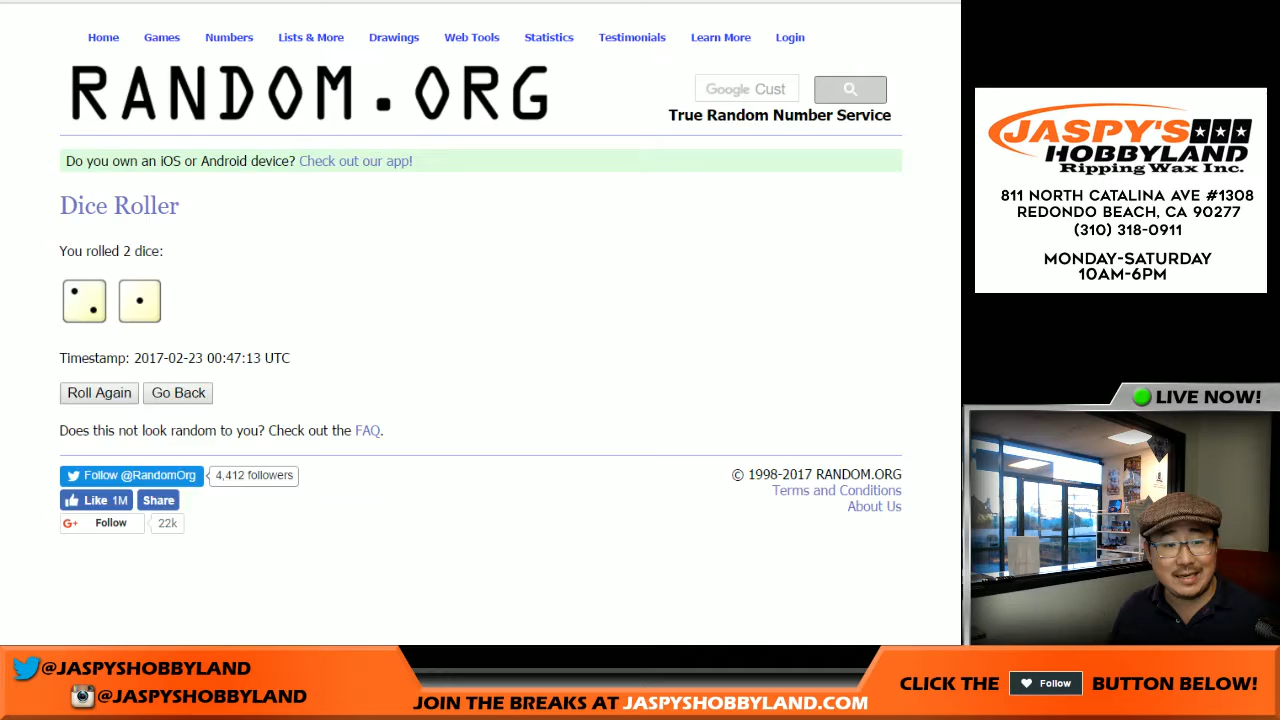 Home Games Numbers Lists & More Drawings Web Tools Statistics Testimonials Learn More Login
RANDOM.ORG
Google Cust
True Random Number Service
Do you own an iOS or Android device? Check out our app!
Dice Roller
You rolled 2 dice:
Timestamp: 2017-02-23 00:47:13 UTC
Roll Again Go Back
Does this not look random to you? Check out the FAQ.
Follow @RandomOrg 4,412 followers
Like 1M Share
G+ Follow 22k
© 1998-2017 RANDOM.ORG
Terms and Conditions
About Us
JASPY'S
HOBBYLAND
Ripping Wax Inc.
811 NORTH CATALINA AVE #1308
REDONDO BEACH, CA 90277
(310) 318-0911
MONDAY-SATURDAY
10AM-6PM
LIVE NOW!
@JASPYSHOBBYLAND
@JASPYSHOBBYLAND
JOIN THE BREAKS AT JASPYSHOBBYLAND.COM
CLICK THE Follow BUTTON BELOW!